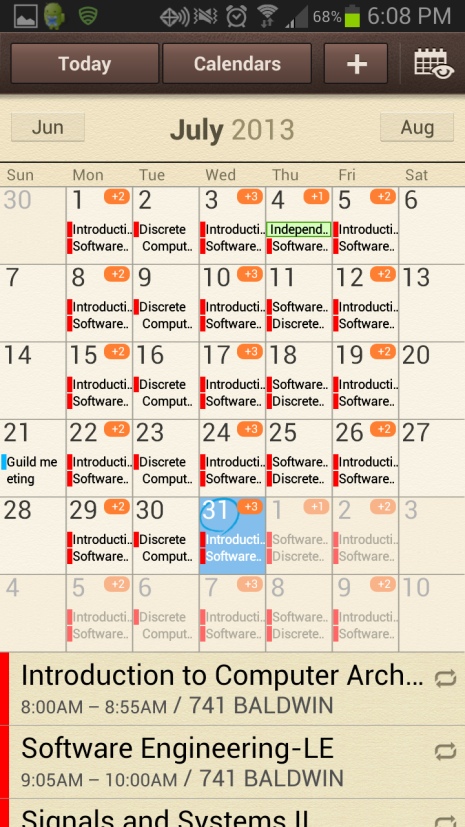 68% 6:08 PM
Today Calendars +
Jun July 2013 Aug
Sun Mon Tue Wed Thu Fri Sat
30 1 +2 2 3 +3 4 +1 5 +2 6
Introducti.. Discrete Introducti.. Independ.. Introducti..
Software.. Comput.. Software.. Software.. Software..
7 8 +2 9 10 +3 11 12 +2 13
Introducti.. Discrete Introducti.. Software.. Introducti..
Software.. Comput.. Software.. Discrete.. Software..
14 15 +2 16 17 +3 18 19 +2 20
Introducti.. Discrete Introducti.. Software.. Introducti..
Software.. Comput.. Software.. Discrete.. Software..
21 22 +2 23 24 +3 25 26 +2 27
Guild me Introducti.. Discrete Introducti.. Software.. Introducti..
eting Software.. Comput.. Software.. Discrete.. Software..
28 29 +2 30 31 +3 1 +1 2 +2 3
Introducti.. Discrete Introducti.. Software.. Introducti..
Software.. Comput.. Software.. Discrete.. Software..
4 5 +2 6 7 +3 8 9 +2 10
Introducti.. Discrete Introducti.. Software.. Introducti..
Software.. Comput.. Software.. Discrete.. Software..
Introduction to Computer Arch...
8:00AM – 8:55AM / 741 BALDWIN
Software Engineering-LE
9:05AM – 10:00AM / 741 BALDWIN
Signals and Systems II